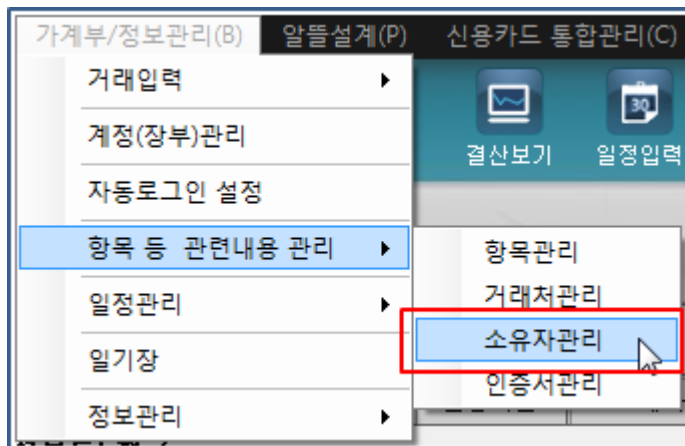 가계부/정보관리(B) 알뜰설계(P) 신용카드 통합관리(C)
거래입력
계정(장부)관리
자동로그인 설정
항목 등 관련내용 관리
일정관리
일기장
정보관리
결산보기 일정입력
30
항목관리
거래처관리
소유자관리
인증서관리